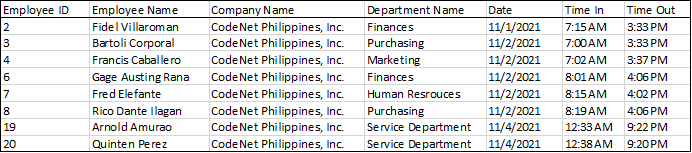 Employee ID Employee Name Company Name Department Name Date Time In Time Out
2 Fidel Villaroman CodeNet Philippines, Inc. Finances 11/1/2021 7:15 AM 3:33 PM
3 Bartoli Corporal CodeNet Philippines, Inc. Purchasing 11/2/2021 7:00 AM 3:33 PM
4 Francis Caballero CodeNet Philippines, Inc. Marketing 11/2/2021 7:02 AM 3:37 PM
6 Gage Austing Rana CodeNet Philippines, Inc. Finances 11/2/2021 8:01 AM 4:06 PM
7 Fred Elefante CodeNet Philippines, Inc. Human Resrouces 11/2/2021 8:15 AM 4:02 PM
8 Rico Dante Ilagan CodeNet Philippines, Inc. Purchasing 11/2/2021 8:19 AM 4:06 PM
19 Arnold Amurao CodeNet Philippines, Inc. Service Department 11/4/2021 12:33 AM 9:22 PM
20 Quinten Perez CodeNet Philippines, Inc. Service Department 11/4/2021 12:38 AM 9:20 PM